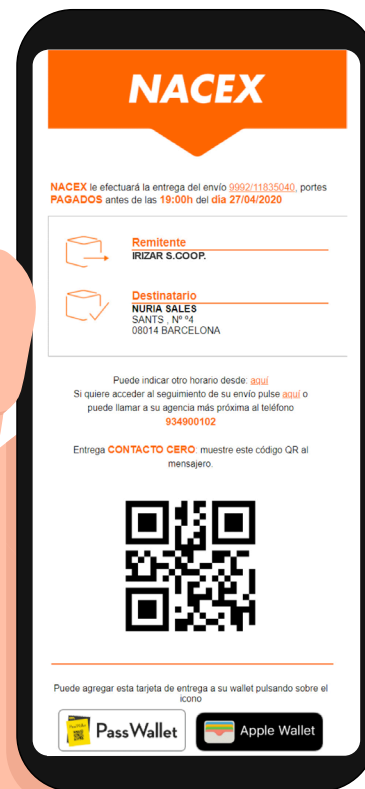 NACEX
NACEX le efectuará la entrega del envío 9992/11835040, portes
PAGADOS antes de las 19:00h del día 27/04/2020
Remitente
IRIZAR S.COOP.
Destinatario
NURIA SALES
SANTS , Nº º4
08014 BARCELONA
Puede indicar otro horario desde: aquí
Si quiere acceder al seguimiento de su envío pulse aquí o
puede llamar a su agencia más próxima al teléfono
934900102
Entrega CONTACTO CERO: muestre este código QR al
mensajero.
Puede agregar esta tarjeta de entrega a su wallet pulsando sobre el
icono
PassWallet
Apple Wallet